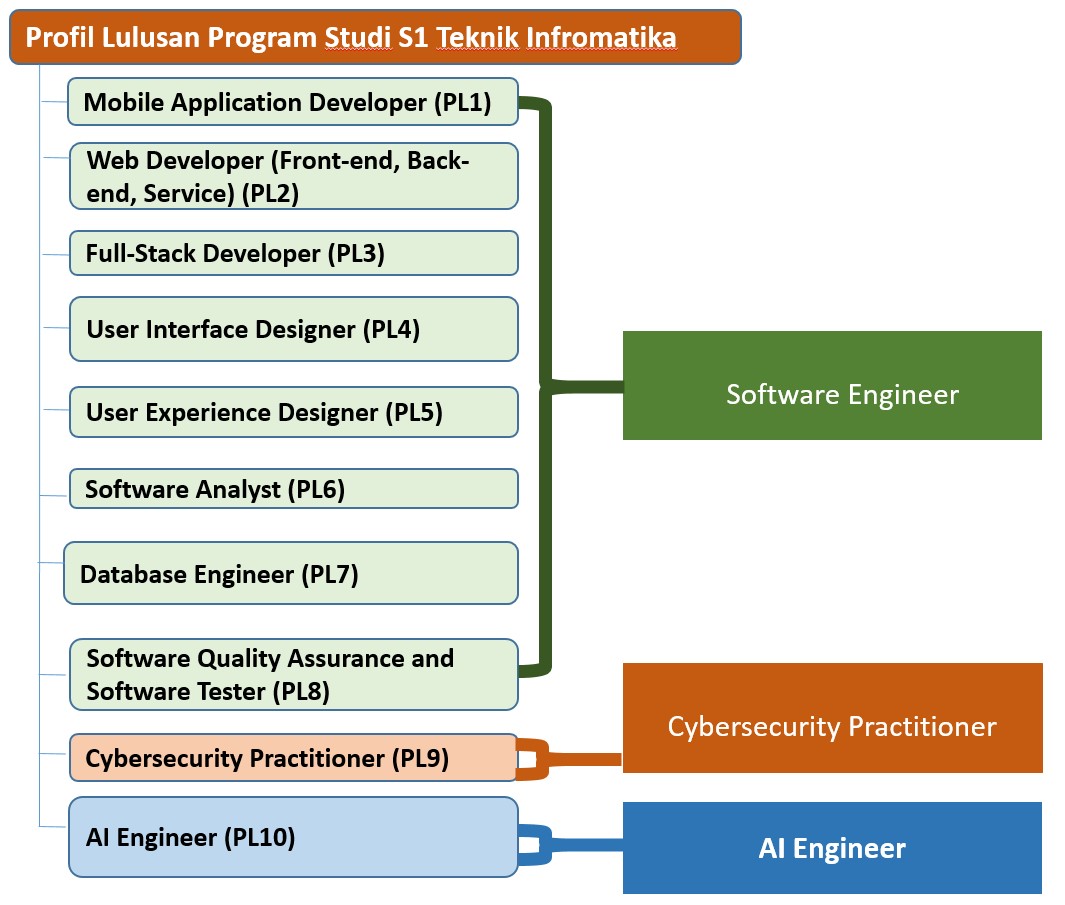 Profil Lulusan Program Studi S1 Teknik Infromatika
Mobile Application Developer (PL1)
Web Developer (Front-end, Back-
end, Service) (PL2)
Full-Stack Developer (PL3)
User Interface Designer (PL4)
User Experience Designer (PL5)
Software Analyst (PL6)
Database Engineer (PL7)
Software Quality Assurance and
Software Tester (PL8)
Cybersecurity Practitioner (PL9)
AI Engineer (PL10)
Software Engineer
Cybersecurity Practitioner
AI Engineer